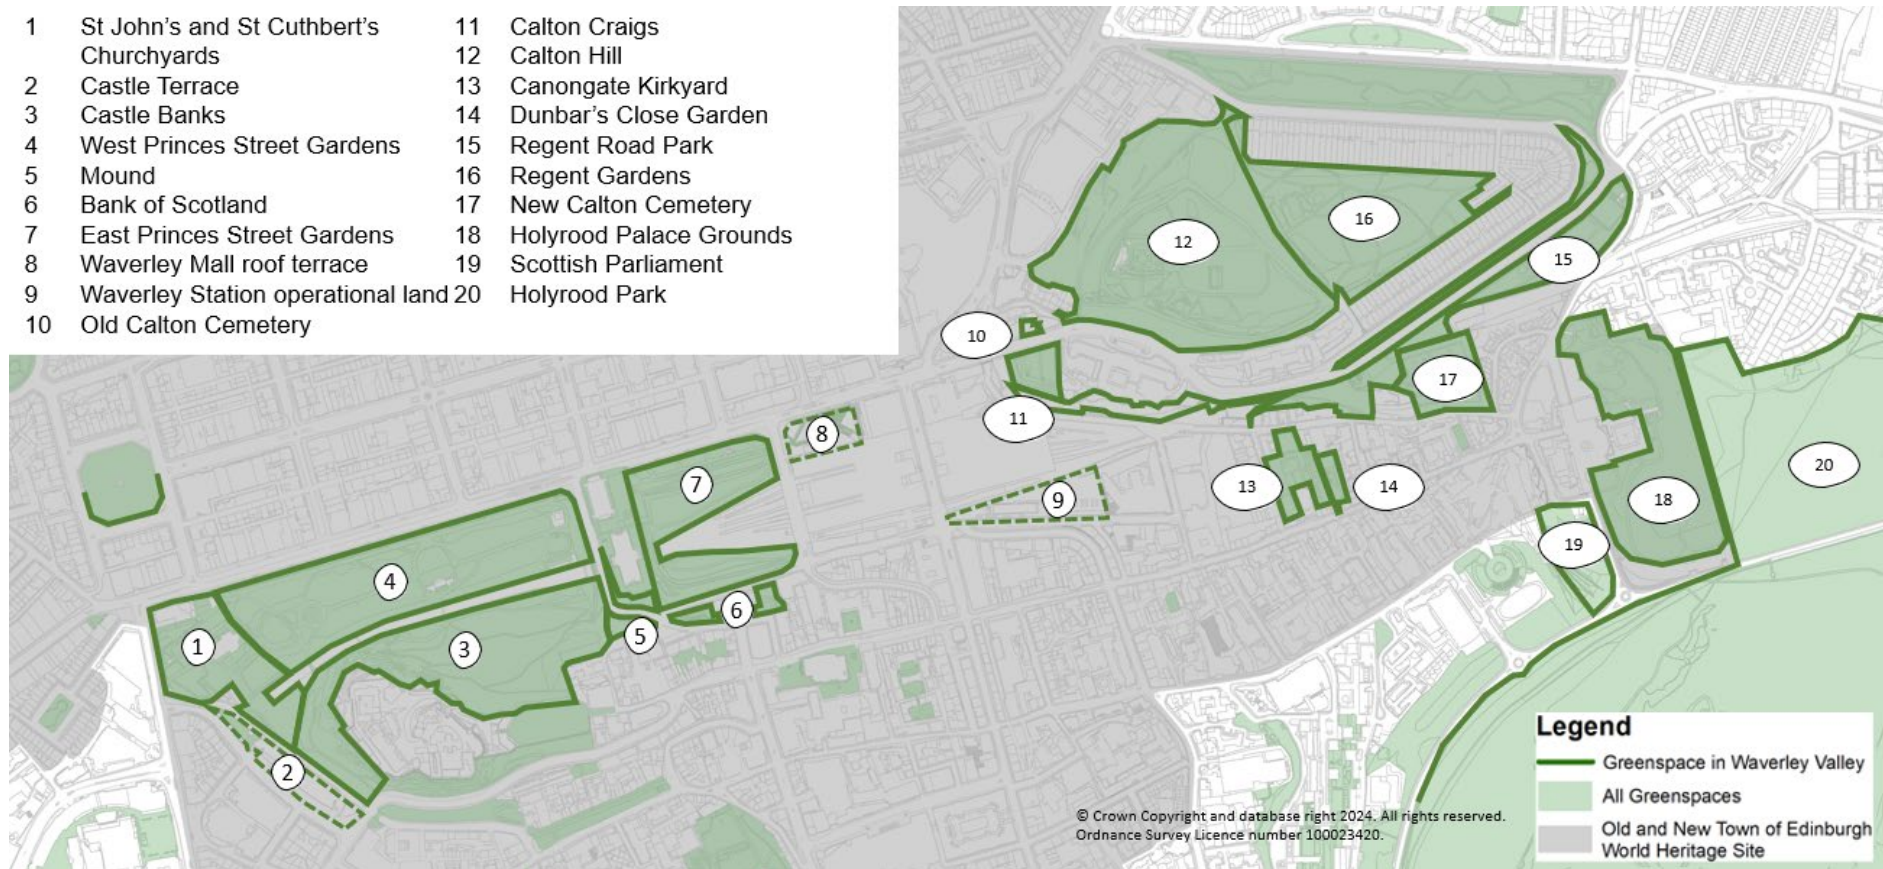 1 St John’s and St Cuthbert’s
Churchyards
2 Castle Terrace
3 Castle Banks
4 West Princes Street Gardens
5 Mound
6 Bank of Scotland
7 East Princes Street Gardens
8 Waverley Mall roof terrace
9 Waverley Station operational land
10 Old Calton Cemetery
11 Calton Craigs
12 Calton Hill
13 Canongate Kirkyard
14 Dunbar’s Close Garden
15 Regent Road Park
16 Regent Gardens
17 New Calton Cemetery
18 Holyrood Palace Grounds
19 Scottish Parliament
20 Holyrood Park
12
16
15
10
17
11
8
20
7
13
14
9
18
19
4
6
5
1
3
2
Legend
Greenspace in Waverley Valley
All Greenspaces
Old and New Town of Edinburgh
World Heritage Site
© Crown Copyright and database right 2024. All rights reserved.
Ordnance Survey Licence number 100023420.